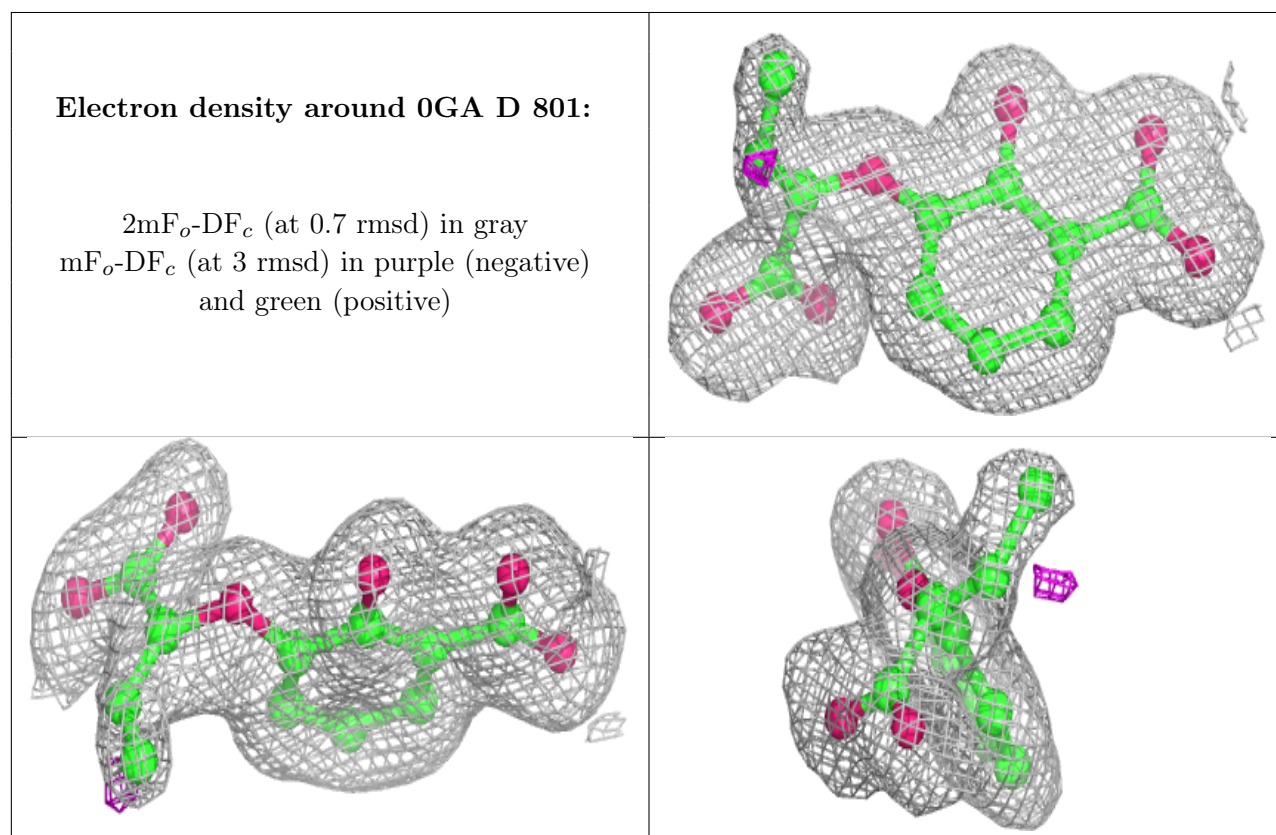 Electron density around 0GA D 801:
2mFₒ-DF𝒸 (at 0.7 rmsd) in gray
mFₒ-DF𝒸 (at 3 rmsd) in purple (negative)
and green (positive)